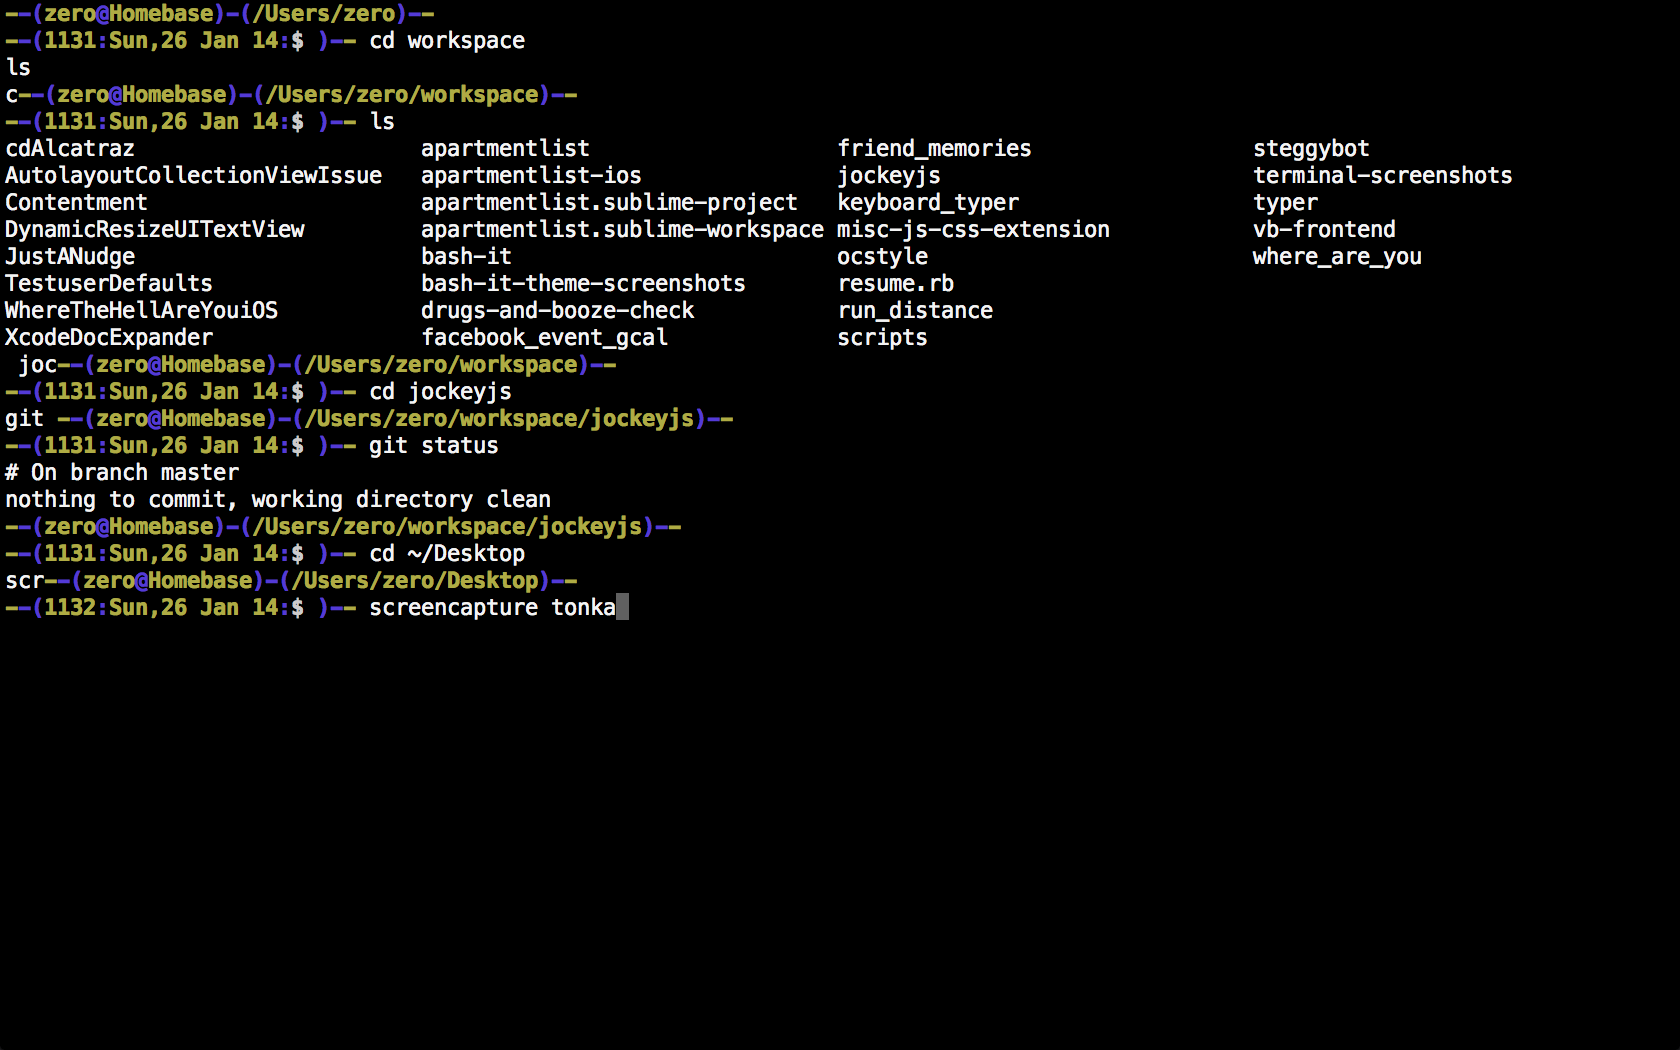 --(zero@Homebase)-(/Users/zero)--
--(1131:Sun,26 Jan 14:$ )-- cd workspace
ls
c--(zero@Homebase)-(/Users/zero/workspace)--
--(1131:Sun,26 Jan 14:$ )-- ls
cdAlcatraz apartmentlist friend_memories steggybot
AutolayoutCollectionViewIssue apartmentlist-ios jockeyjs terminal-screenshots
Contentment apartmentlist.sublime-project keyboard_typer typer
DynamicResizeUITextView apartmentlist.sublime-workspace misc-js-css-extension vb-frontend
JustANudge bash-it ocstyle where_are_you
TestuserDefaults bash-it-theme-screenshots resume.rb
WhereTheHellAreYouiOS drugs-and-booze-check run_distance
XcodeDocExpander facebook_event_gcal scripts
 joc--(zero@Homebase)-(/Users/zero/workspace)--
--(1131:Sun,26 Jan 14:$ )-- cd jockeyjs
git --(zero@Homebase)-(/Users/zero/workspace/jockeyjs)--
--(1131:Sun,26 Jan 14:$ )-- git status
# On branch master
nothing to commit, working directory clean
--(zero@Homebase)-(/Users/zero/workspace/jockeyjs)--
--(1131:Sun,26 Jan 14:$ )-- cd ~/Desktop
scr--(zero@Homebase)-(/Users/zero/Desktop)--
--(1132:Sun,26 Jan 14:$ )-- screencapture tonka